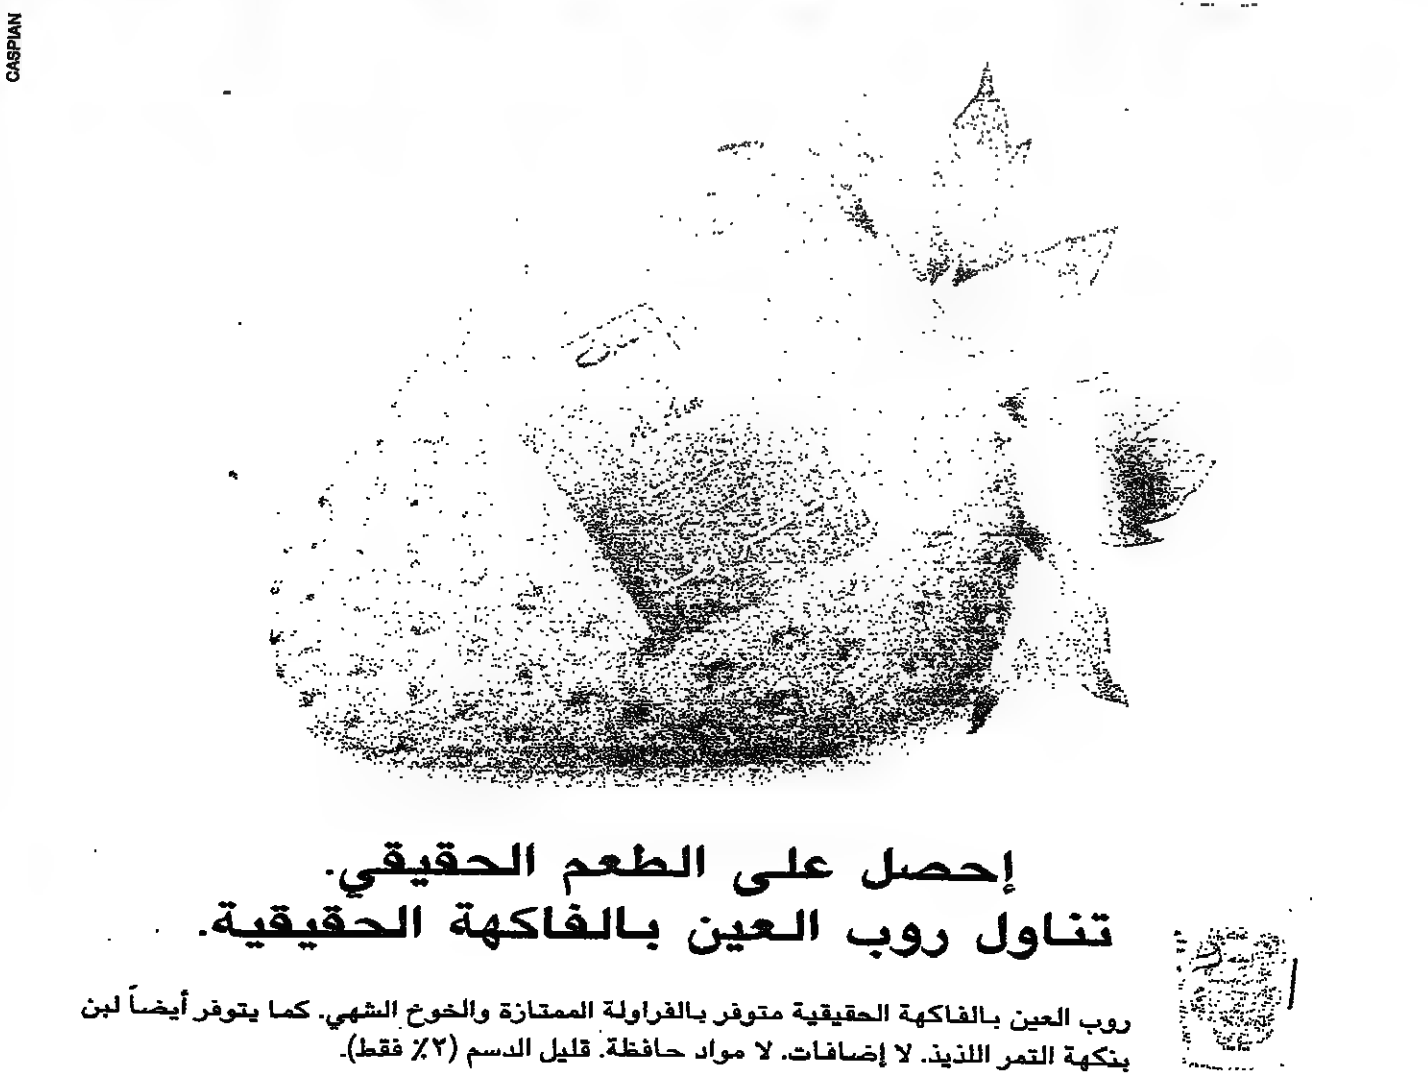 CASPIAN
إحصل على الطعم الحقيقي.
تناول روب العين بالفاكهة الحقيقية.
روب العين بالفاكهة الحقيقية متوفر بالفراولة الممتازة والخوخ الشهي. كما يتوفر أيضاً لبن
بنكهة التمر اللذيذ. لا إضافات. لا مواد حافظة. قليل الدسم (٢٪ فقط).